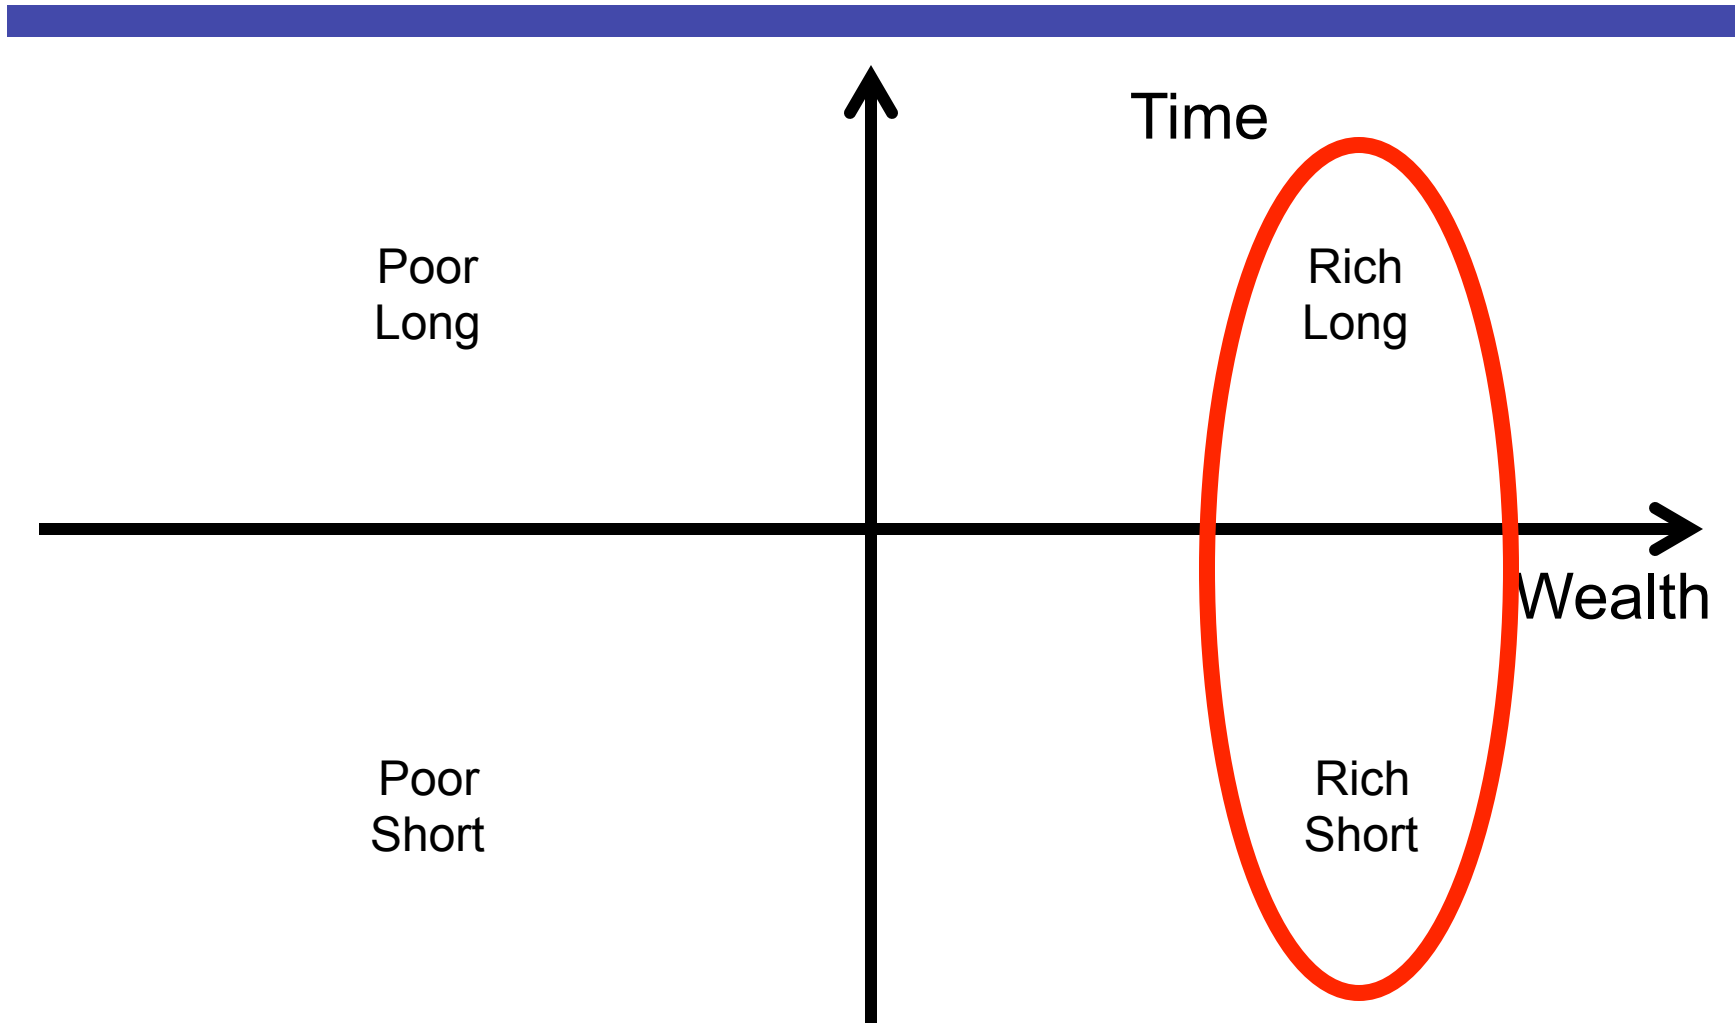 Time
Poor
Long
Rich
Long
Wealth
Poor
Short
Rich
Short